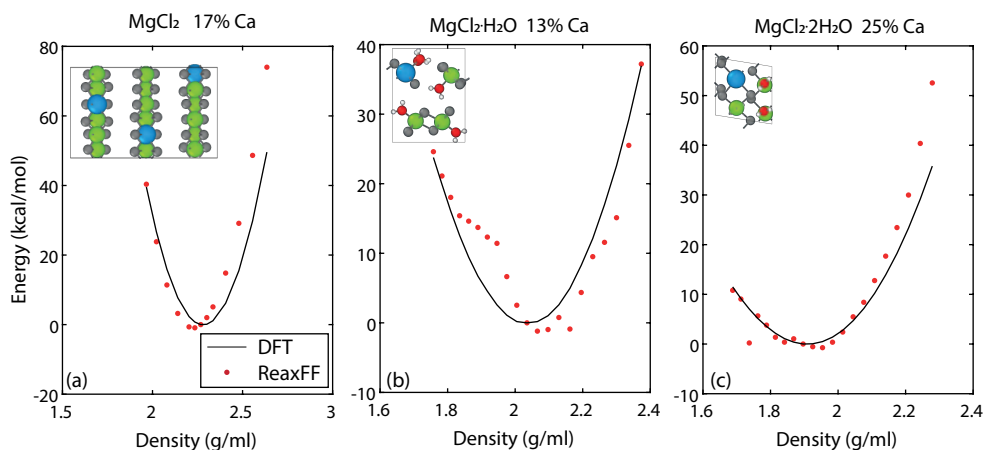 MgCl₂ 17% Ca
MgCl₂·H₂O 13% Ca
MgCl₂·2H₂O 25% Ca
Energy (kcal/mol)
80
60
40
20
0
-20
1.5
2
2.5
3
Density (g/ml)
(a)
DFT
ReaxFF
40
30
20
10
0
-10
1.6
1.8
2
2.2
2.4
Density (g/ml)
(b)
60
50
40
30
20
10
0
-10
1.6
1.8
2
2.2
2.4
Density (g/ml)
(c)